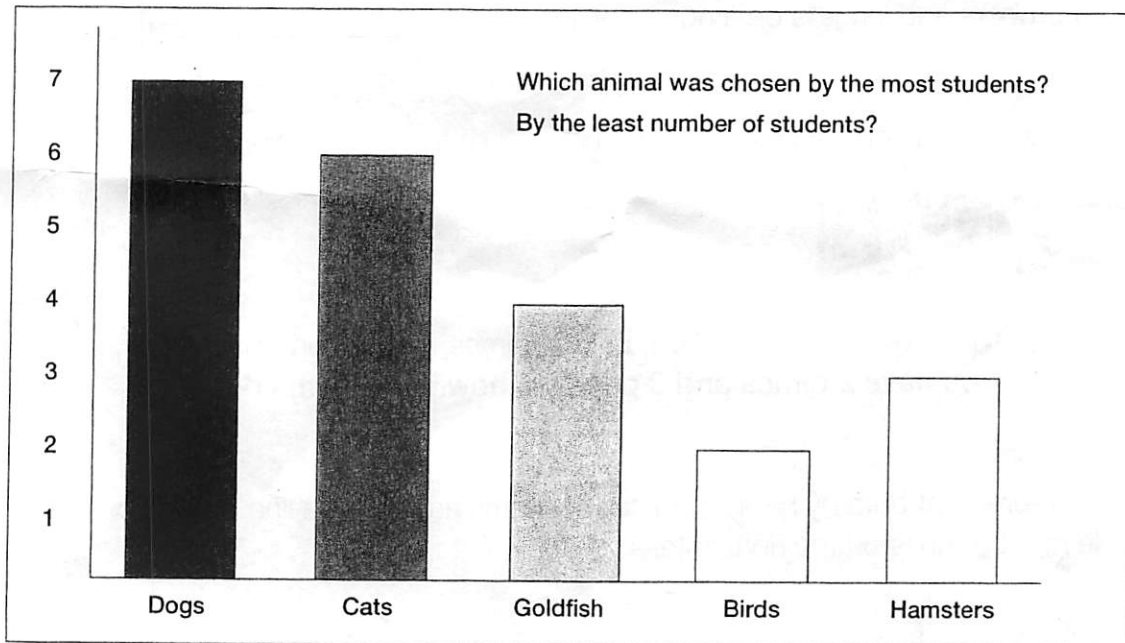 Which animal was chosen by the most students?
By the least number of students?
7
6
5
4
3
2
1
Dogs Cats Goldfish Birds Hamsters